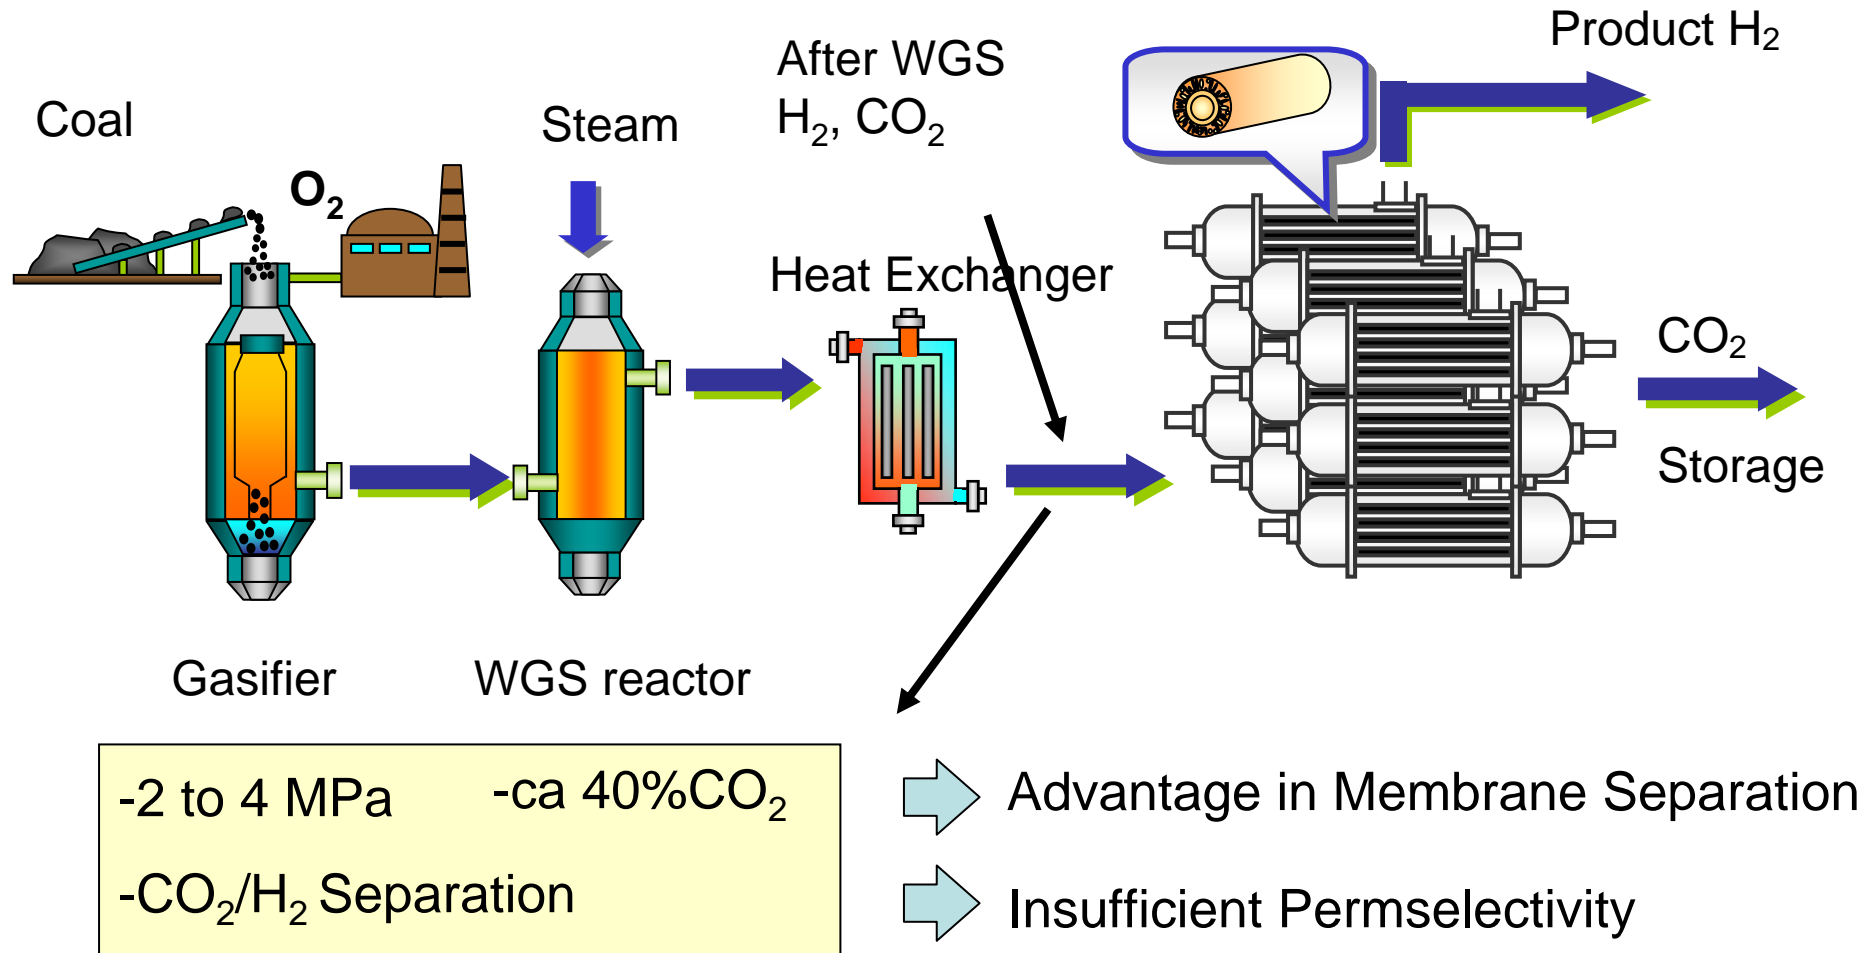 Product H₂
After WGS
H₂, CO₂
Coal
Steam
O₂
Heat Exchanger
CO₂
Storage
Gasifier
WGS reactor
-2 to 4 MPa
-ca 40%CO₂
Advantage in Membrane Separation
-CO₂/H₂ Separation
Insufficient Permselectivity